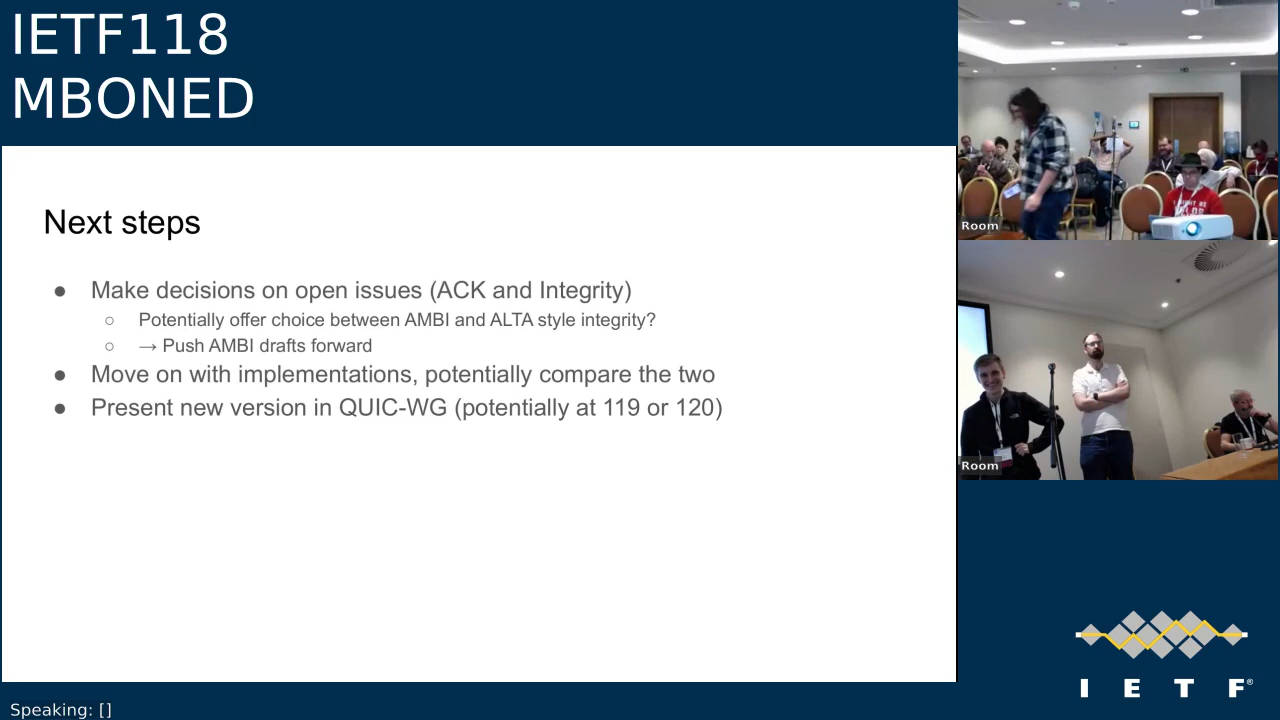 IETF118
MBONED
Next steps
● Make decisions on open issues (ACK and Integrity)
○ Potentially offer choice between AMBI and ALTA style integrity?
○ → Push AMBI drafts forward
● Move on with implementations, potentially compare the two
● Present new version in QUIC-WG (potentially at 119 or 120)
Room
Room
I E T F®
Speaking: []